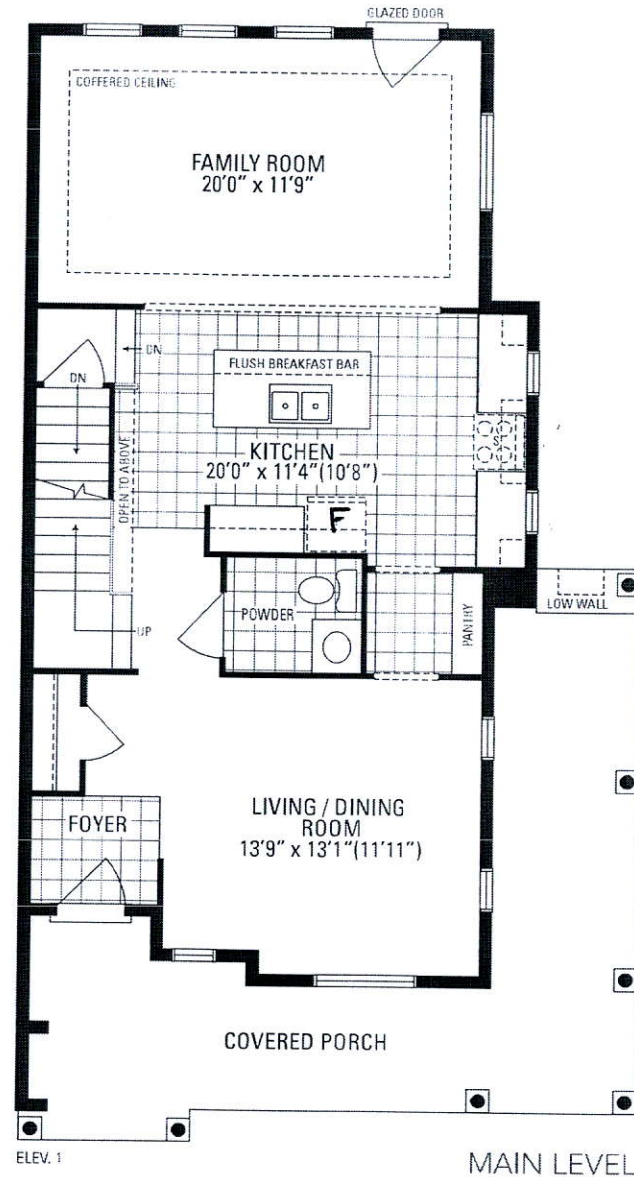 GLAZED DOOR
COFFERED CEILING
FAMILY ROOM
20'0" x 11'9"
DN
DN
FLUSH BREAKFAST BAR
OPEN TO ABOVE
KITCHEN
20'0" x 11'4"(10'8")
S
F
UP
POWDER
PANTRY
LOW WALL
FOYER
LIVING / DINING
ROOM
13'9" x 13'1"(11'11")
COVERED PORCH
ELEV. 1
MAIN LEVEL